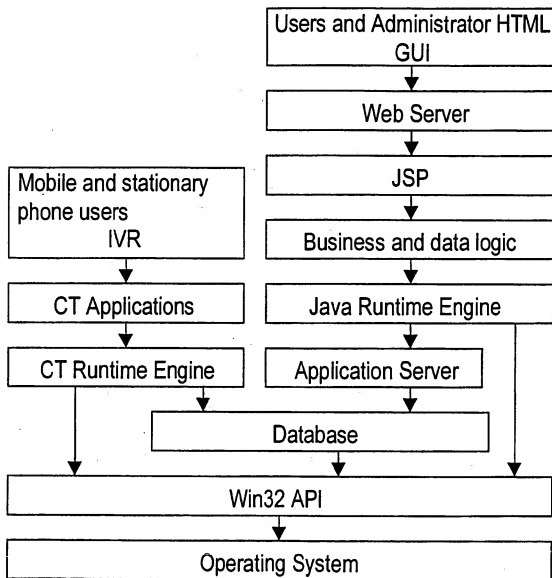 Users and Administrator HTML
GUI
Web Server
JSP
Mobile and stationary
phone users
IVR
Business and data logic
CT Applications
Java Runtime Engine
CT Runtime Engine
Application Server
Database
Win32 API
Operating System